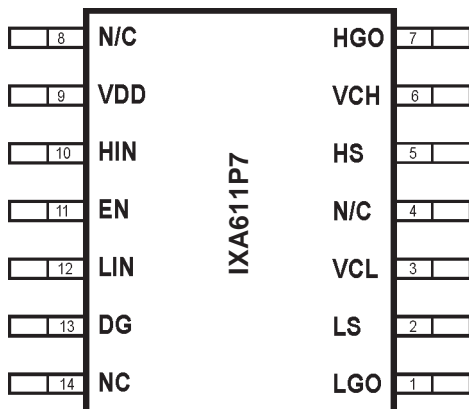 8 N/C HGO 7
9 VDD VCH 6
10 HIN HS 5
11 EN N/C 4
12 LIN VCL 3
13 DG LS 2
14 NC LGO 1
IXA611P7